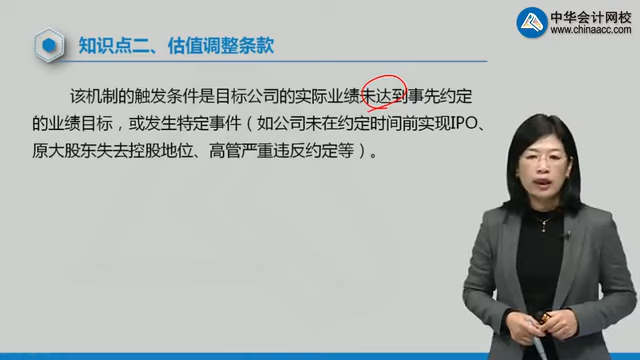 中华会计网校
www.chinaacc.com
知识点二、估值调整条款
该机制的触发条件是目标公司的实际业绩未达到事先约定
的业绩目标，或发生特定事件（如公司未在约定时间前实现IPO、
原大股东失去控股地位、高管严重违反约定等）。